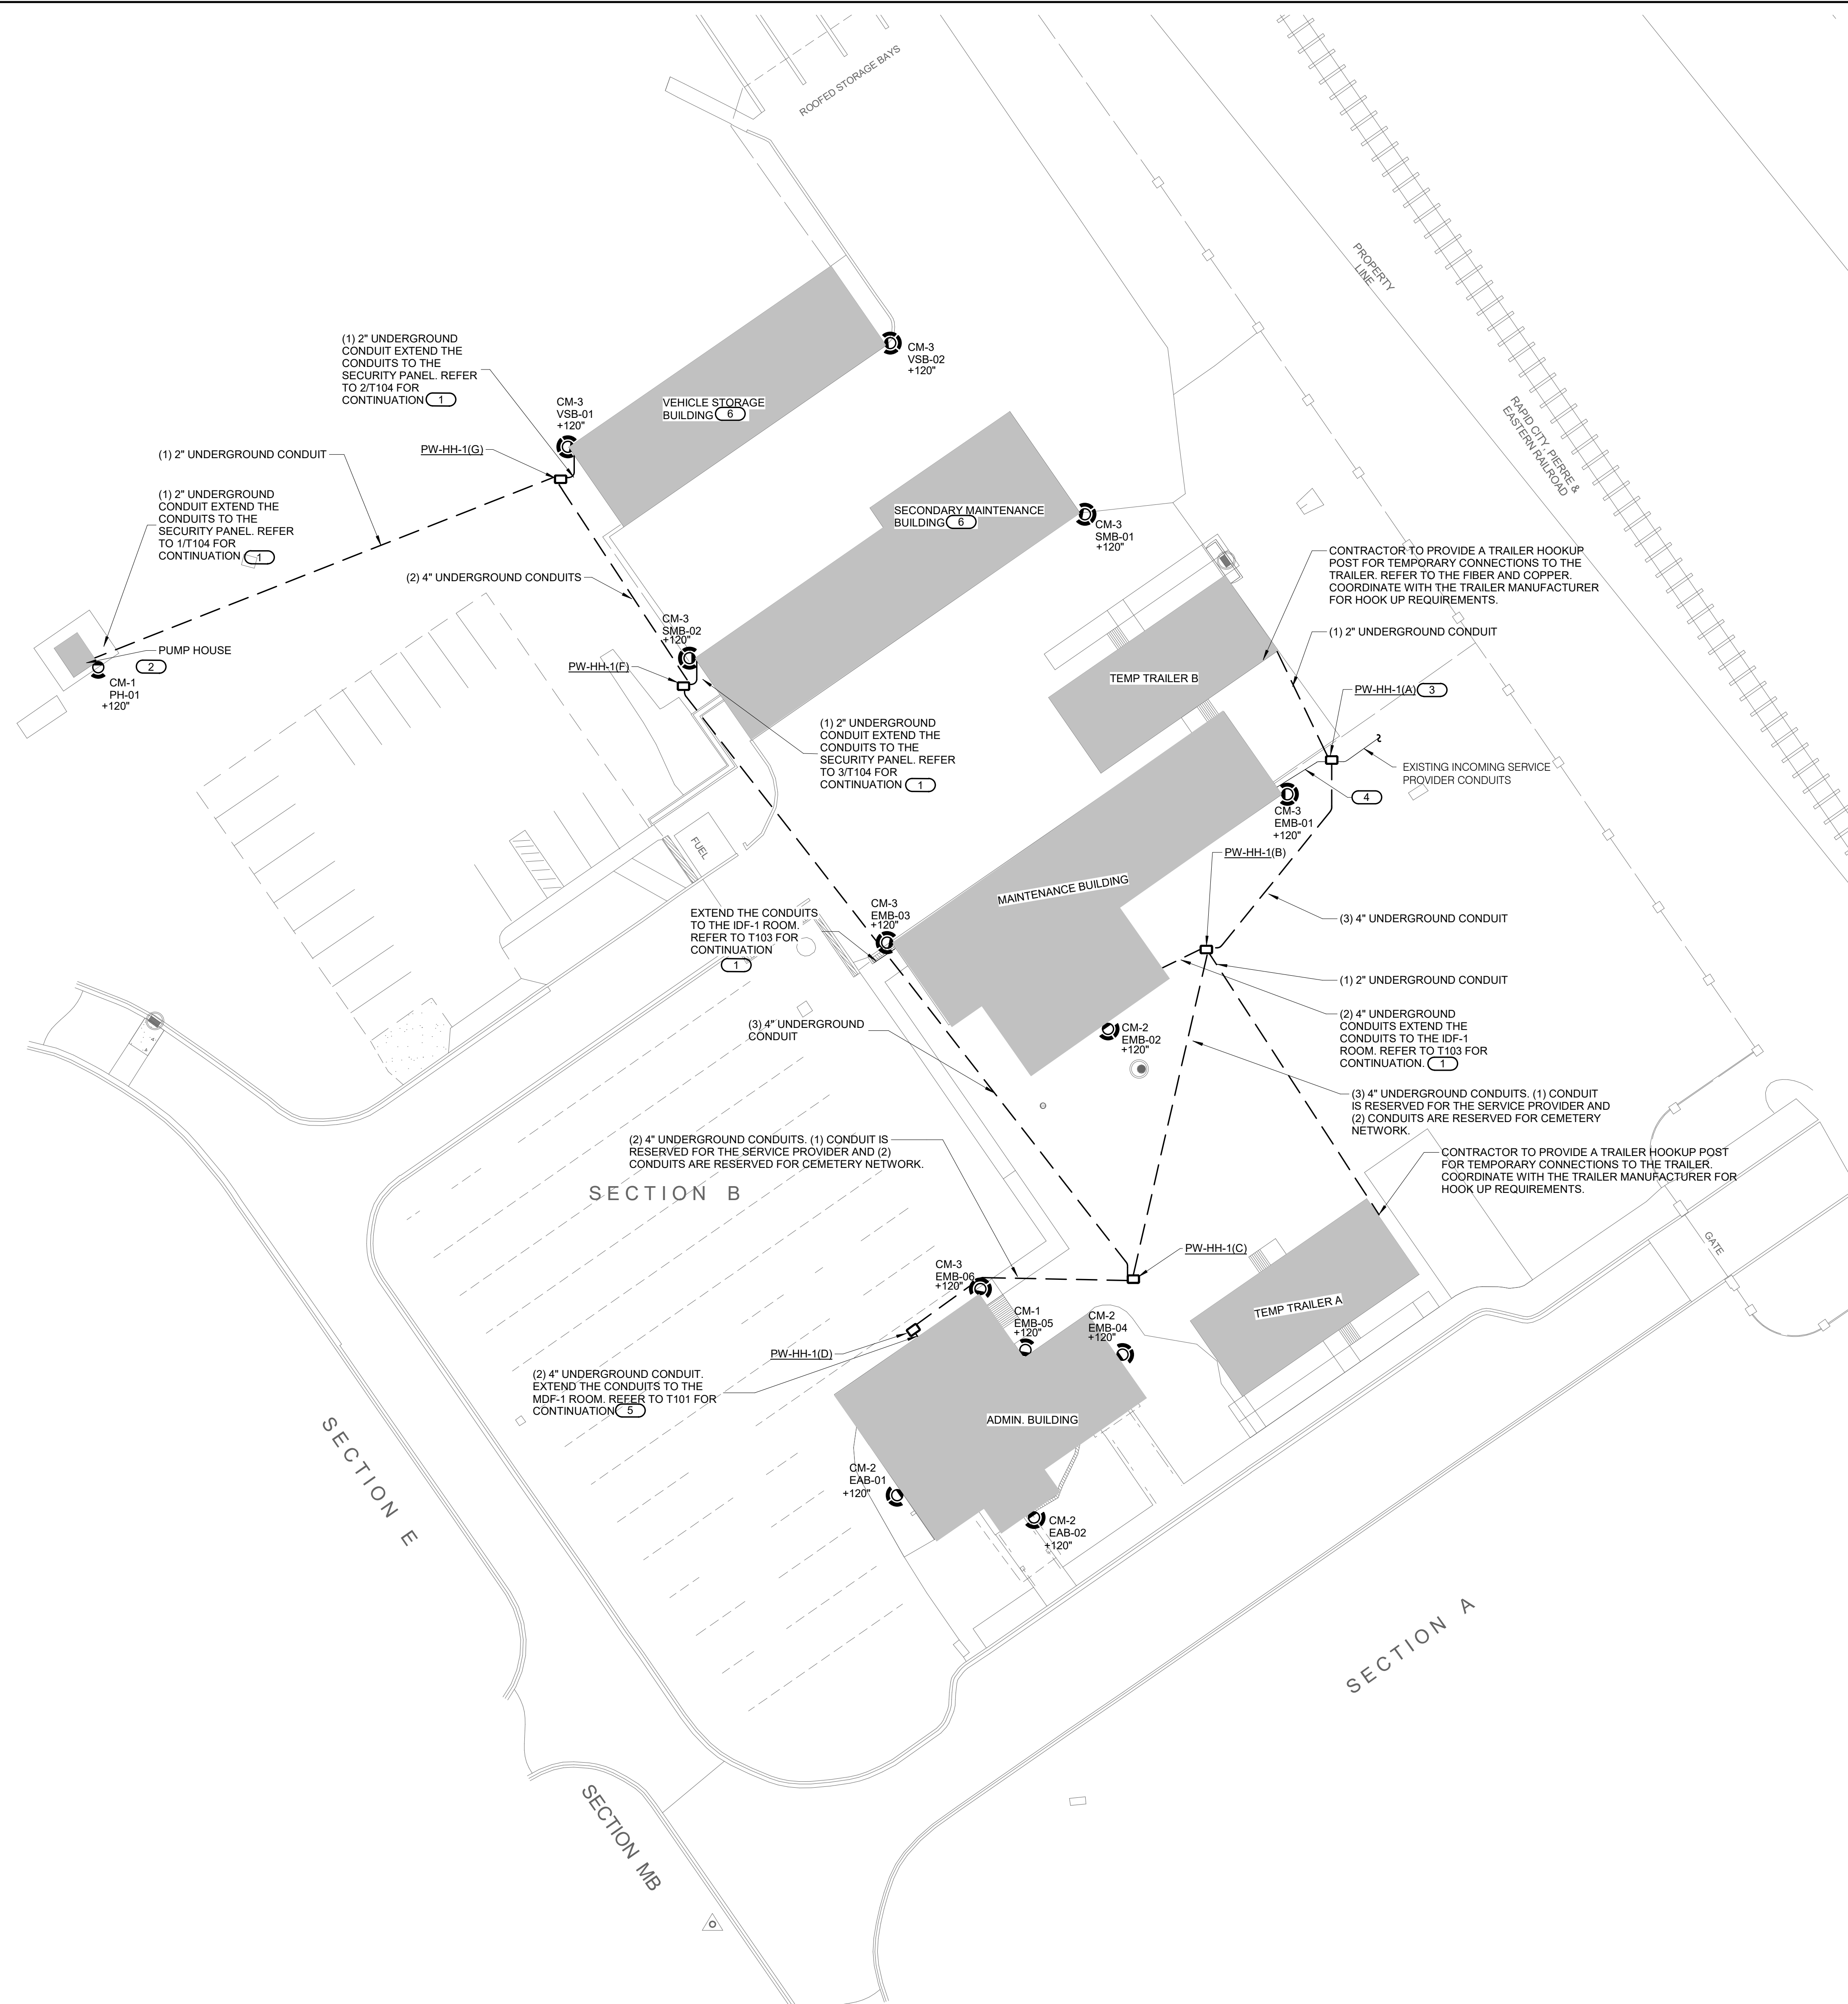 ROOFED STORAGE BAYS
PROPERTY
LINE
RAPID CITY, PIERRE &
EASTERN RAILROAD
(1) 2" UNDERGROUND
CONDUIT EXTEND THE
CONDUITS TO THE
SECURITY PANEL. REFER
TO 2/T104 FOR
CONTINUATION 1
CM-3
VSB-02
+120"
CM-3
VSB-01
+120"
VEHICLE STORAGE
BUILDING 6
(1) 2" UNDERGROUND CONDUIT
PW-HH-1(G)
(1) 2" UNDERGROUND
CONDUIT EXTEND THE
CONDUITS TO THE
SECURITY PANEL. REFER
TO 1/T104 FOR
CONTINUATION 1
SECONDARY MAINTENANCE
BUILDING 6
CM-3
SMB-01
+120"
CONTRACTOR TO PROVIDE A TRAILER HOOKUP
POST FOR TEMPORARY CONNECTIONS TO THE
TRAILER. REFER TO THE FIBER AND COPPER.
COORDINATE WITH THE TRAILER MANUFACTURER
FOR HOOK UP REQUIREMENTS.
(2) 4" UNDERGROUND CONDUITS
CM-3
SMB-02
+120"
(1) 2" UNDERGROUND CONDUIT
PUMP HOUSE
2
CM-1
PH-01
+120"
PW-HH-1(F)
TEMP TRAILER B
PW-HH-1(A) 3
(1) 2" UNDERGROUND
CONDUIT EXTEND THE
CONDUITS TO THE
SECURITY PANEL. REFER
TO 3/T104 FOR
CONTINUATION 1
EXISTING INCOMING SERVICE
PROVIDER CONDUITS
4
CM-3
EMB-01
+120"
FUEL
PW-HH-1(B)
MAINTENANCE BUILDING
CM-3
EMB-03
+120"
EXTEND THE CONDUITS
TO THE IDF-1 ROOM.
REFER TO T103 FOR
CONTINUATION
1
(3) 4" UNDERGROUND CONDUIT
(1) 2" UNDERGROUND CONDUIT
(2) 4" UNDERGROUND
CONDUITS EXTEND THE
CONDUITS TO THE IDF-1
ROOM. REFER TO T103 FOR
CONTINUATION. 1
(3) 4" UNDERGROUND
CONDUIT
CM-2
EMB-02
+120"
(3) 4" UNDERGROUND CONDUITS. (1) CONDUIT
IS RESERVED FOR THE SERVICE PROVIDER AND
(2) CONDUITS ARE RESERVED FOR CEMETERY
NETWORK.
(2) 4" UNDERGROUND CONDUITS. (1) CONDUIT IS
RESERVED FOR THE SERVICE PROVIDER AND (2)
CONDUITS ARE RESERVED FOR CEMETERY NETWORK.
CONTRACTOR TO PROVIDE A TRAILER HOOKUP POST
FOR TEMPORARY CONNECTIONS TO THE TRAILER.
COORDINATE WITH THE TRAILER MANUFACTURER FOR
HOOK UP REQUIREMENTS.
SECTION B
PW-HH-1(C)
GATE
CM-3
EMB-06
+120"
CM-1
EMB-05
+120"
CM-2
EMB-04
+120"
TEMP TRAILER A
PW-HH-1(D)
(2) 4" UNDERGROUND CONDUIT.
EXTEND THE CONDUITS TO THE
MDF-1 ROOM. REFER TO T101 FOR
CONTINUATION 5
ADMIN. BUILDING
SECTION E
CM-2
EAB-01
+120"
CM-2
EAB-02
+120"
SECTION A
SECTION MB